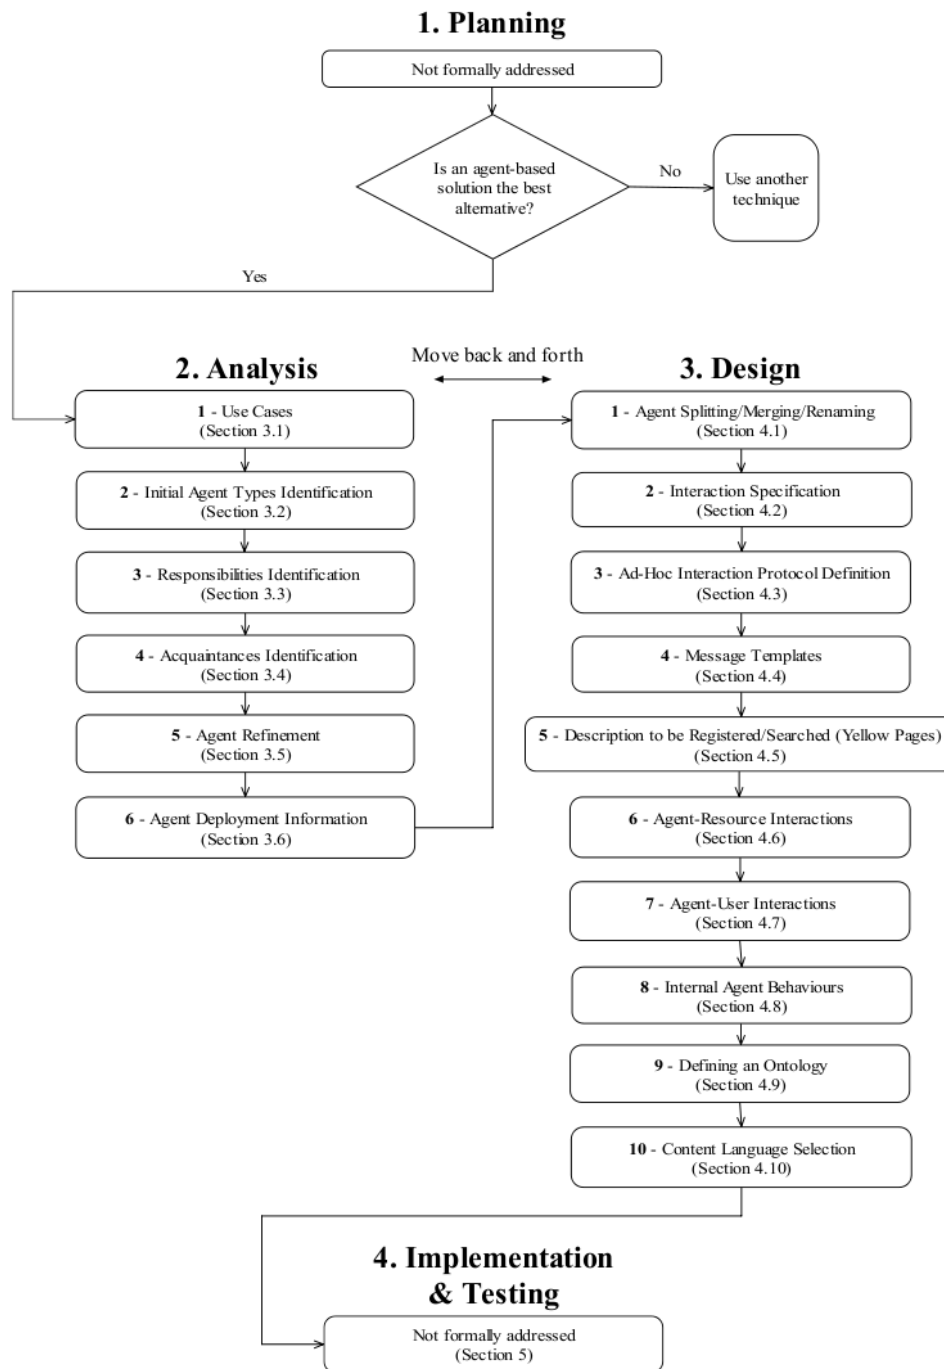 1. Planning
Not formally addressed
Is an agent-based
solution the best
alternative?
No
Use another
technique
Yes
Move back and forth
2. Analysis
1 - Use Cases
(Section 3.1)
2 - Initial Agent Types Identification
(Section 3.2)
3 - Responsibilities Identification
(Section 3.3)
4 - Acquaintances Identification
(Section 3.4)
5 - Agent Refinement
(Section 3.5)
6 - Agent Deployment Information
(Section 3.6)
3. Design
1 - Agent Splitting/Merging/Renaming
(Section 4.1)
2 - Interaction Specification
(Section 4.2)
3 - Ad-Hoc Interaction Protocol Definition
(Section 4.3)
4 - Message Templates
(Section 4.4)
5 - Description to be Registered/Searched (Yellow Pages)
(Section 4.5)
6 - Agent-Resource Interactions
(Section 4.6)
7 - Agent-User Interactions
(Section 4.7)
8 - Internal Agent Behaviours
(Section 4.8)
9 - Defining an Ontology
(Section 4.9)
10 - Content Language Selection
(Section 4.10)
4. Implementation
& Testing
Not formally addressed
(Section 5)